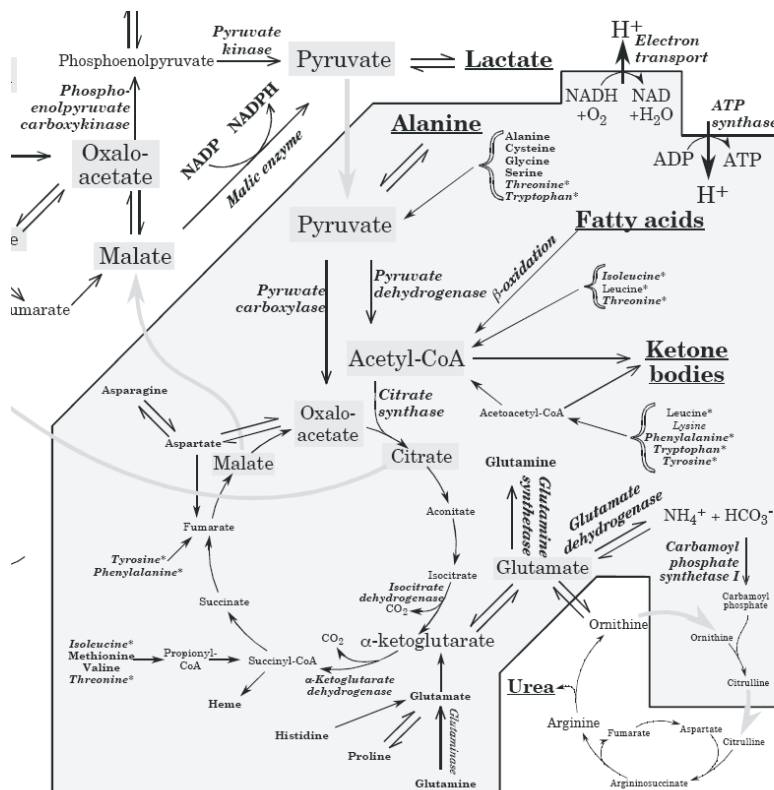 Pyruvate
kinase
Phosphoenolpyruvate
Pyruvate
Lactate
H⁺
Electron
transport
NADH
+O₂
NAD
+H₂O
ATP
synthase
ADP
ATP
H⁺
Phospho-
enolpyruvate
carboxykinase
NADP
NADPH
Malic enzyme
Oxalo-
acetate
Malate
e
umarate
Alanine
Alanine
Cysteine
Glycine
Serine
Threonine*
Tryptophan*
Pyruvate
Fatty acids
Pyruvate
carboxylase
Pyruvate
dehydrogenase
β-oxidation
Isoleucine*
Leucine*
Threonine*
Acetyl-CoA
Ketone
bodies
Citrate
synthase
Acetoacetyl-CoA
Leucine*
Lysine
Phenylalanine*
Tryptophan*
Tyrosine*
Asparagine
Aspartate
Oxalo-
acetate
Malate
Citrate
Glutamine
Glutamine
synthetase
Glutamate
dehydrogenase
NH₄⁺ + HCO₃⁻
Carbamoyl
phosphate
synthetase I
Carbamoyl
phosphate
Aconitate
Fumarate
Tyrosine*
Phenylalanine*
Isocitrate
Isocitrate
dehydrogenase
CO₂
Glutamate
Succinate
α-ketoglutarate
CO₂
Ornithine
Ornithine
Citrulline
Isoleucine*
Methionine
Valine
Threonine*
Propionyl-
CoA
Succinyl-CoA
α-Ketoglutarate
dehydrogenase
Heme
Glutamate
Histidine
Proline
Glutaminase
Glutamine
Urea
Arginine
Fumarate
Aspartate
Citrulline
Argininosuccinate